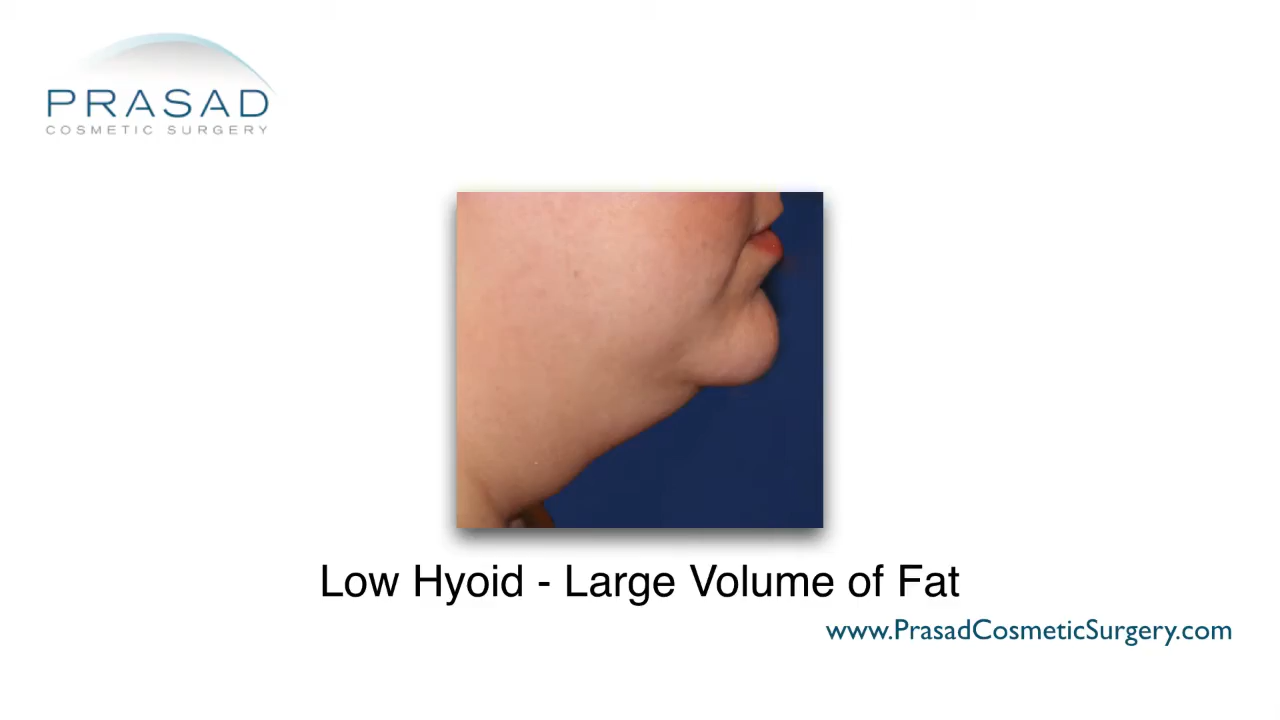 PRASAD
COSMETIC SURGERY
Low Hyoid - Large Volume of Fat
www.PrasadCosmeticSurgery.com